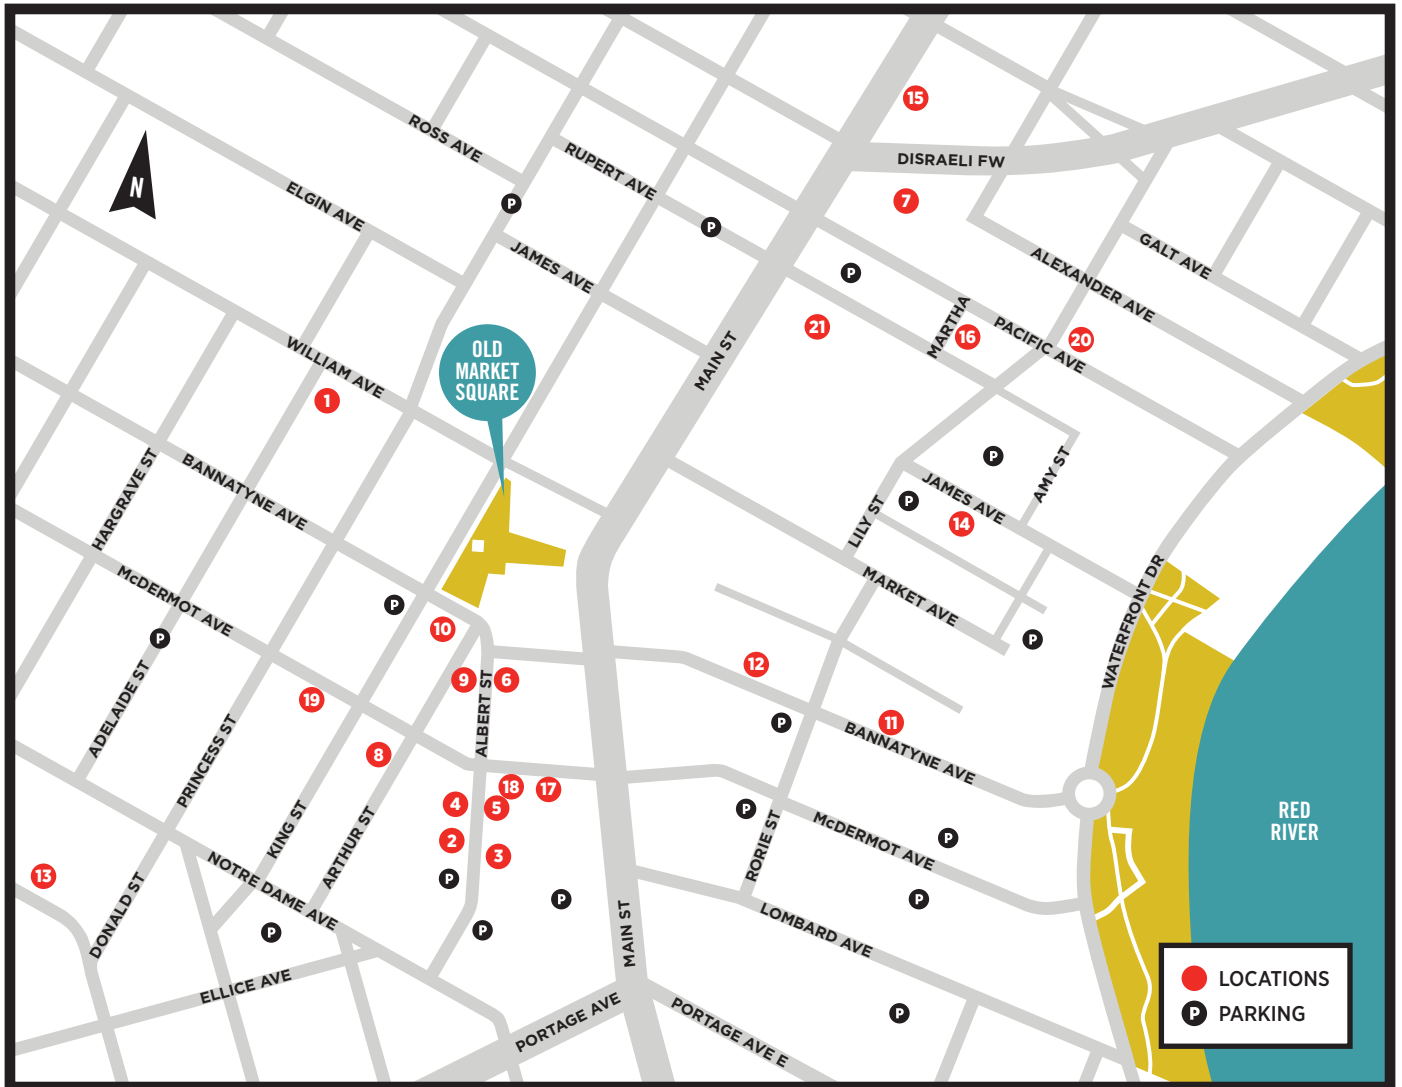 15
ROSS AVE
DISRAELI FW
RUPERT AVE
N
7
P
ELGIN AVE
P
GALT AVE
JAMES AVE
ALEXANDER AVE
P
MARTHA
21
16
PACIFIC AVE
20
WILLIAM AVE
MAIN ST
OLD
MARKET
SQUARE
1
P
AMY ST
HARGRAVE ST
BANNATYNE AVE
JAMES AVE
P
LILY ST
14
McDERMOT AVE
MARKET AVE
WATERFRONT DR
P
10
P
P
12
9
6
ADELAIDE ST
19
ALBERT ST
P
11
BANNATYNE AVE
8
PRINCESS ST
18
17
4
5
P
RED
RIVER
McDERMOT AVE
KING ST
ARTHUR ST
2
3
RORIE ST
P
13
NOTRE DAME AVE
P
P
P
DONALD ST
P
P
LOMBARD AVE
MAIN ST
ELLICE AVE
PORTAGE AVE
PORTAGE AVE E
P
LOCATIONS
P PARKING